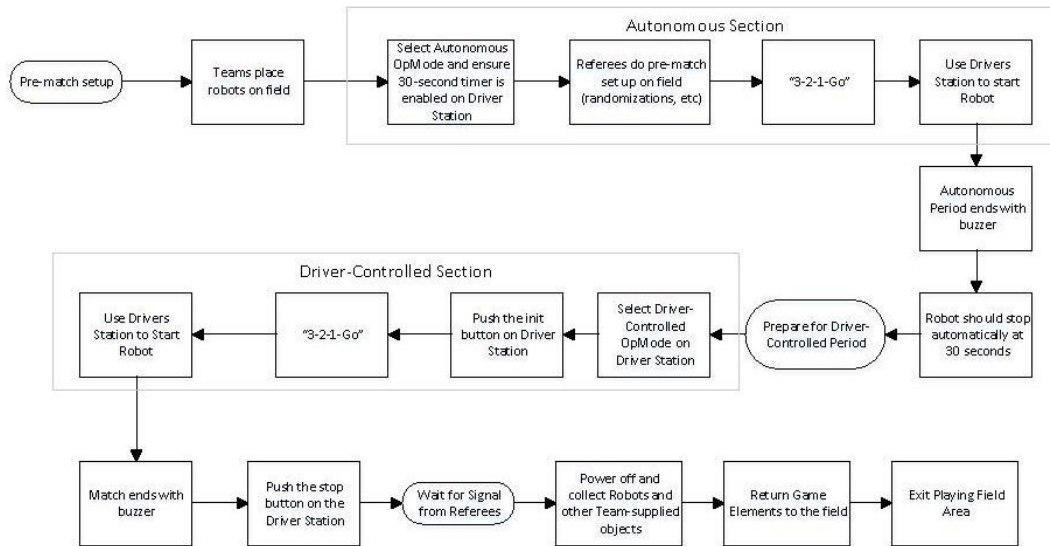 Autonomous Section
Pre-match setup
Teams place
robots on field
Select Autonomous
OpMode and ensure
30-second timer is
enabled on Driver
Station
Referees do pre-match
set up on field
(randomizations, etc)
“3-2-1-Go”
Use Drivers
Station to start
Robot
Autonomous
Period ends with
buzzer
Robot should stop
automatically at
30 seconds
Prepare for Driver-
Controlled Period
Driver-Controlled Section
Select Driver-
Controlled
OpMode on
Driver Station
Push the init
button on Driver
Station
“3-2-1-Go”
Use Drivers
Station to Start
Robot
Match ends with
buzzer
Push the stop
button on the
Driver Station
Wait for Signal
from Referees
Power off and
collect Robots and
other Team-supplied
objects
Return Game
Elements to the field
Exit Playing Field
Area